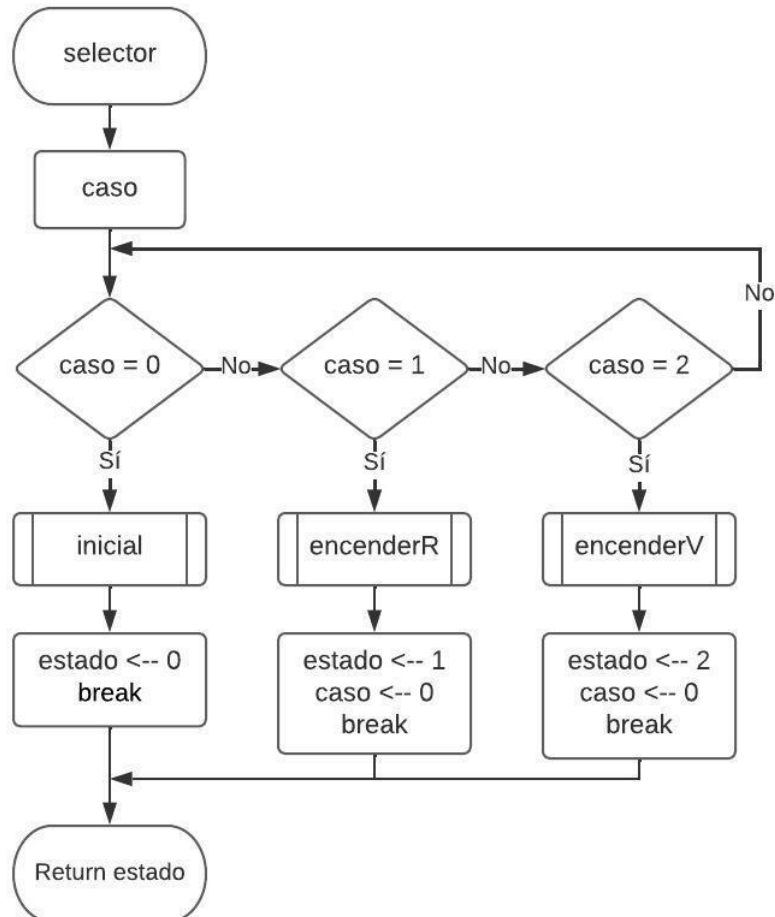 selector
caso
No
caso = 0
No
caso = 1
No
caso = 2
Sí
Sí
Sí
inicial
encenderR
encenderV
estado <-- 0
break
estado <-- 1
caso <-- 0
break
estado <-- 2
caso <-- 0
break
Return estado